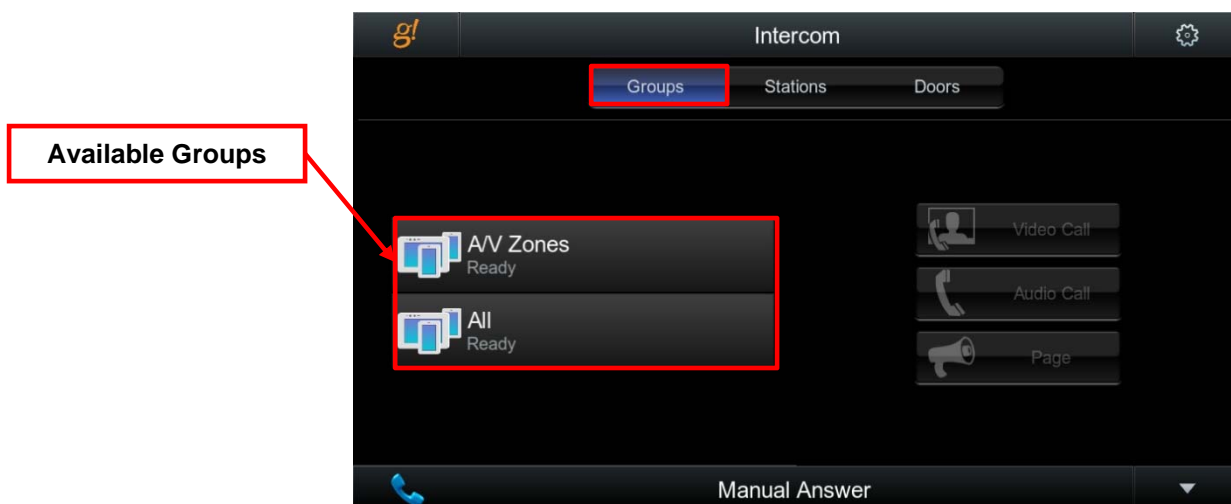 g!
Intercom
Groups
Stations
Doors
Available Groups
A/V Zones
Ready
All
Ready
Video Call
Audio Call
Page
Manual Answer